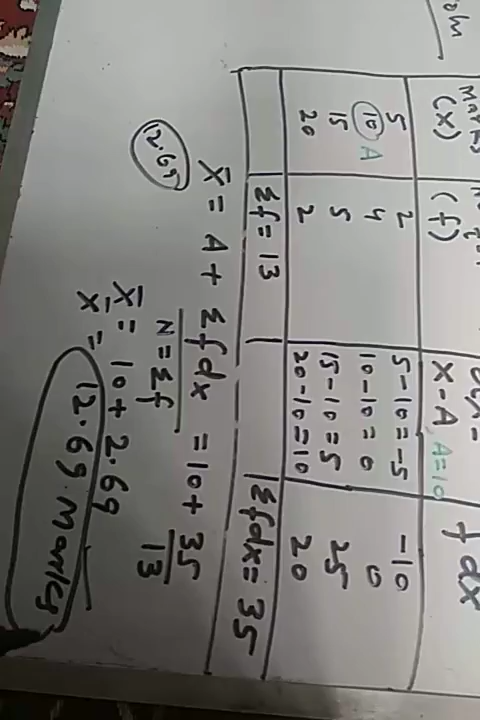 Marks (f)
(X) (f) X-A A=10 fdx
5 2 5-10=-5 -10
10 A 4 10-10=0 0
15 5 15-10=5 25
20 2 20-10=10 20
Σf=13 Σfdx=35
X̄ = A + Σfdx / N=Σf = 10 + 35/13
12.69 X̄ = 10 + 2.69
X̄ = 12.69 Marks